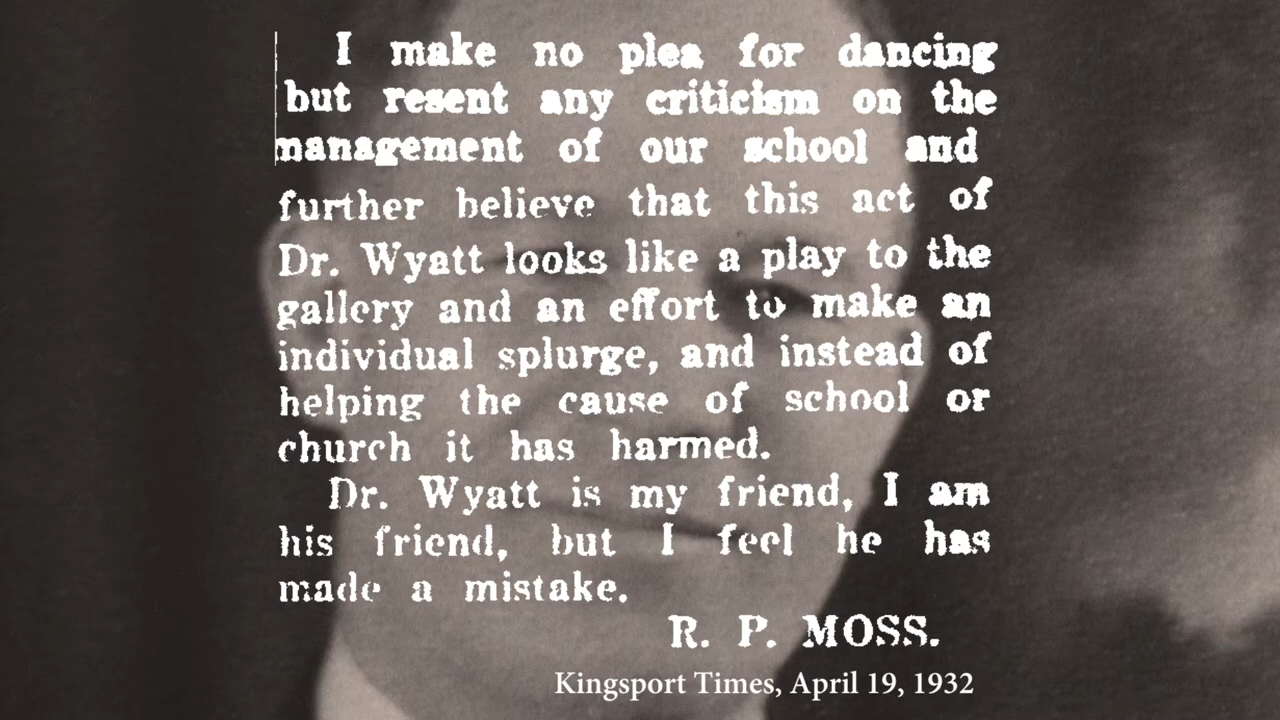 I make no plea for dancing
but resent any criticism on the
management of our school and
further believe that this act of
Dr. Wyatt looks like a play to the
gallery and an effort to make an
individual splurge, and instead of
helping the cause of school or
church it has harmed.
Dr. Wyatt is my friend, I am
his friend, but I feel he has
made a mistake.
R. P. MOSS.
Kingsport Times, April 19, 1932